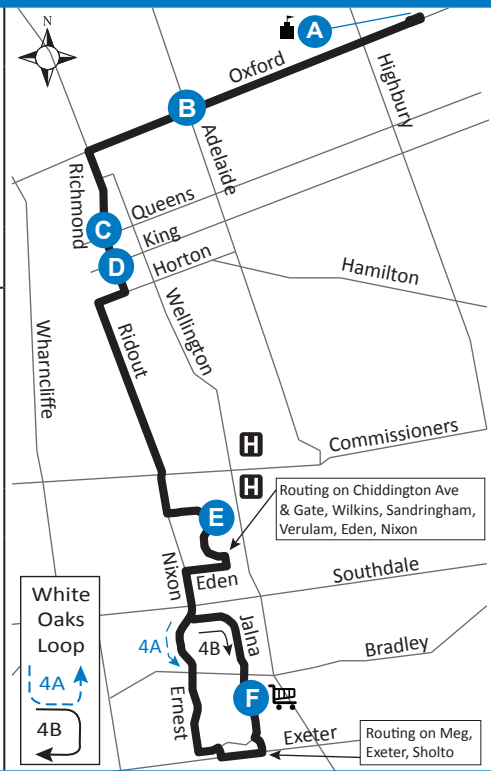 N
A
Oxford
Highbury
B
Adelaide
Richmond
Queens
C
King
D
Horton
Hamilton
Wellington
Ridout
Wharncliffe
H
Commissioners
H
Routing on Chiddington Ave
& Gate, Wilkins, Sandringham,
Verulam, Eden, Nixon
E
Nixon
Eden
Southdale
White
Oaks
Loop
4A
4B
4A
4B
Jalna
Bradley
Ernest
F
Exeter
Routing on Meg,
Exeter, Sholto